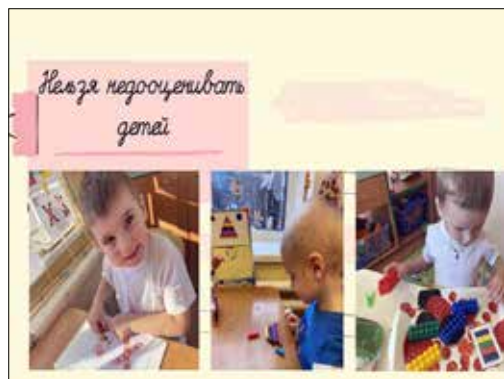 Нельзя недооценивать
детей